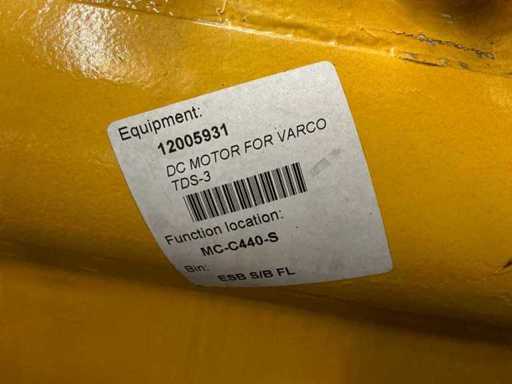 Equipment:
12005931
DC MOTOR FOR VARCO
TDS-3
Function location:
MC-C440-S
Bin:
ESB S/B FL